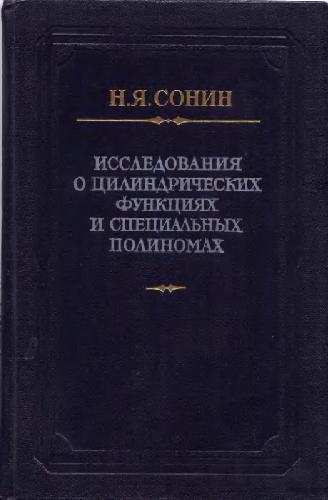 Н.Я.СОНИН
ИССЛЕДОВАНИЯ
О ЦИЛИНДРИЧЕСКИХ
ФУНКЦИЯХ
И СПЕЦИАЛЬНЫХ
ПОЛИНОМАХ